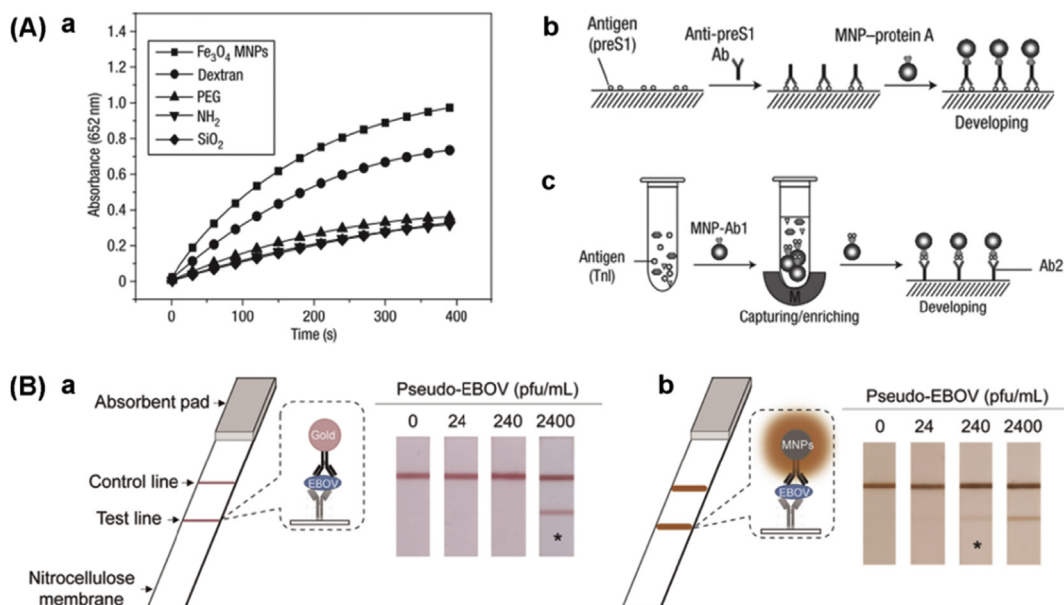 (A)
a
1.4
1.2
1.0
0.8
0.6
0.4
0.2
0
Absorbance (652 nm)
Fe₃O₄ MNPs
Dextran
PEG
NH₂
SiO₂
0
100
200
300
400
Time (s)
b
Antigen
(preS1)
Anti-preS1
Ab
MNP–protein A
Developing
c
Antigen
(TnI)
MNP-Ab1
M
Capturing/enriching
Ab2
Developing
(B)
a
Absorbent pad
Control line
Test line
Nitrocellulose
membrane
Gold
EBOV
Pseudo-EBOV (pfu/mL)
0 24 240 2400
*
b
MNPs
EBOV
Pseudo-EBOV (pfu/mL)
0 24 240 2400
*